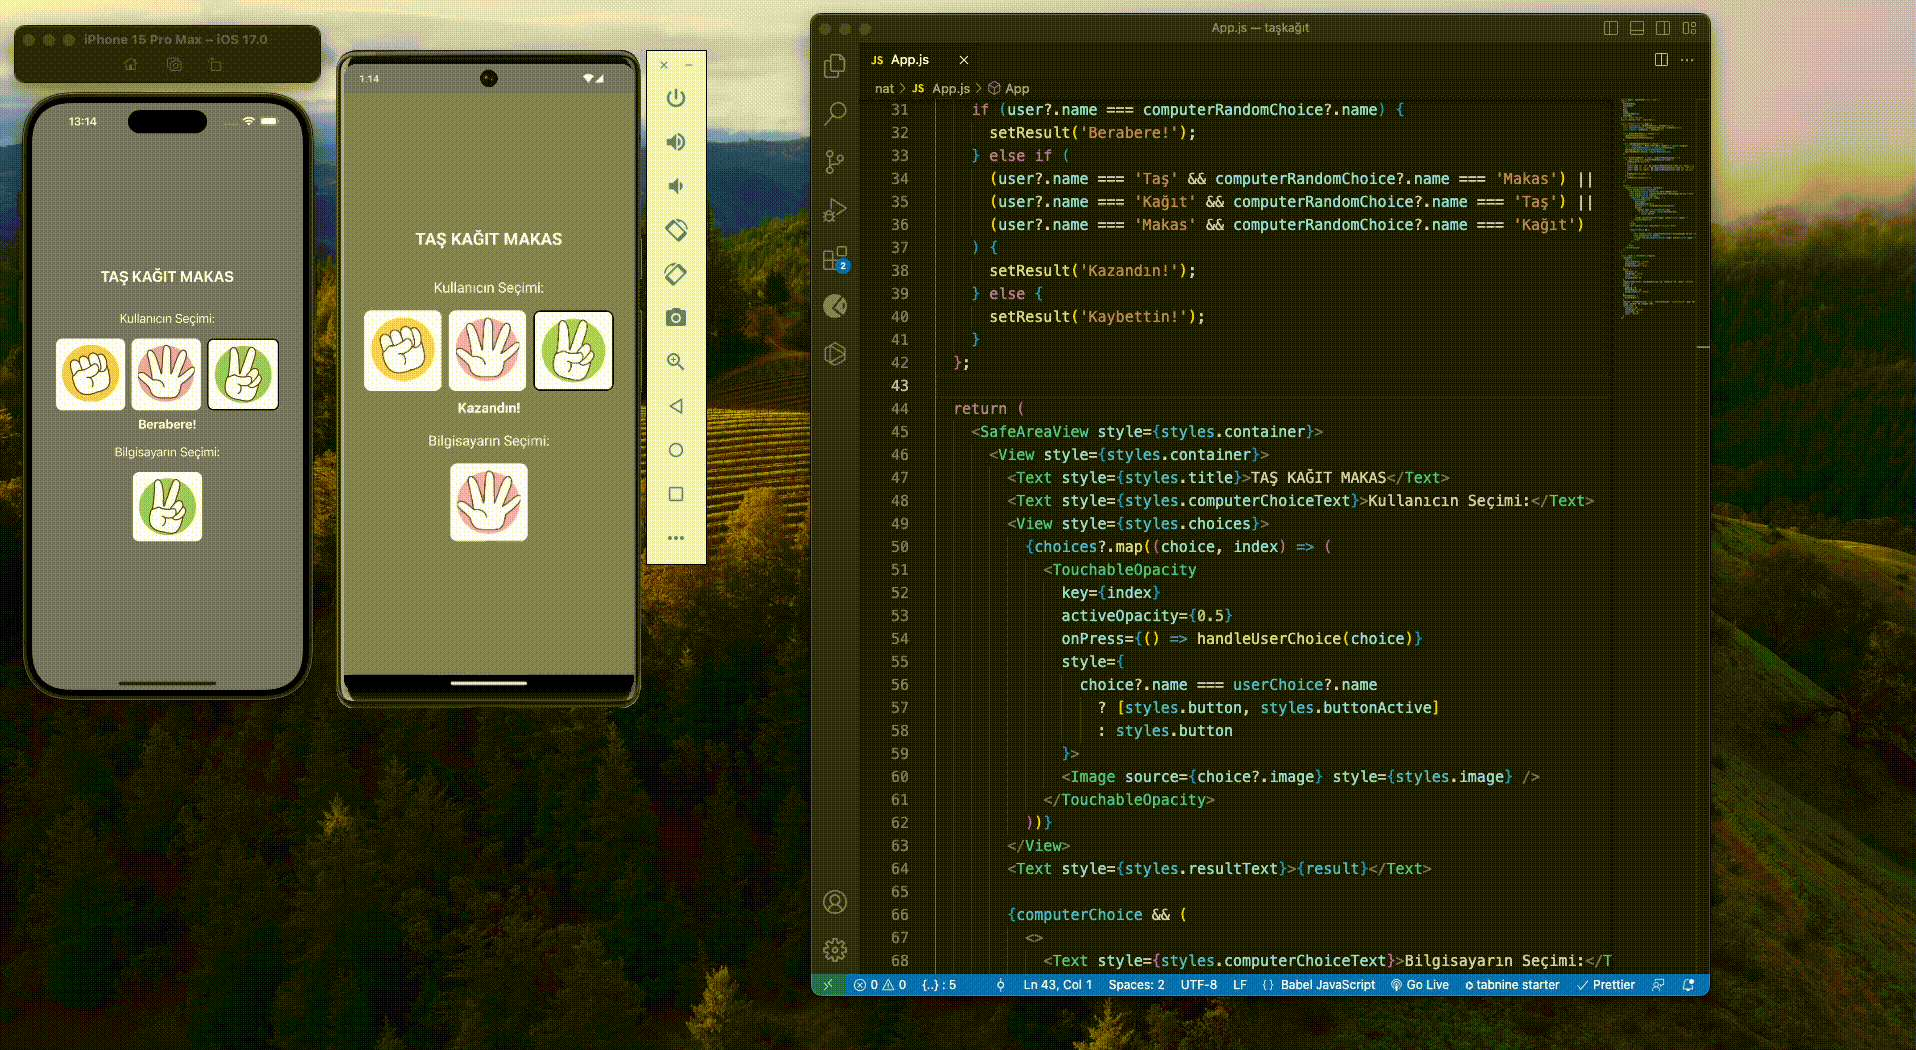 iPhone 15 Pro Max – iOS 17.0
13:14
TAŞ KAĞIT MAKAS
Kullanıcın Seçimi:
Berabere!
Bilgisayarın Seçimi:
1:14
TAŞ KAĞIT MAKAS
Kullanıcın Seçimi:
Kazandın!
Bilgisayarın Seçimi:
App.js — taşkağıt
JS App.js
nat > JS App.js > App
2
31 if (user?.name === computerRandomChoice?.name) {
32 setResult('Berabere!');
33 } else if (
34 (user?.name === 'Taş' && computerRandomChoice?.name === 'Makas') ||
35 (user?.name === 'Kağıt' && computerRandomChoice?.name === 'Taş') ||
36 (user?.name === 'Makas' && computerRandomChoice?.name === 'Kağıt')
37 ) {
38 setResult('Kazandın!');
39 } else {
40 setResult('Kaybettin!');
41 }
42 };
43
44 return (
45 <SafeAreaView style={styles.container}>
46 <View style={styles.container}>
47 <Text style={styles.title}>TAŞ KAĞIT MAKAS</Text>
48 <Text style={styles.computerChoiceText}>Kullanıcın Seçimi:</Text>
49 <View style={styles.choices}>
50 {choices?.map((choice, index) => (
51 <TouchableOpacity
52 key={index}
53 activeOpacity={0.5}
54 onPress={() => handleUserChoice(choice)}
55 style={
56 choice?.name === userChoice?.name
57 ? [styles.button, styles.buttonActive]
58 : styles.button
59 }>
60 <Image source={choice?.image} style={styles.image} />
61 </TouchableOpacity>
62 ))}
63 </View>
64 <Text style={styles.resultText}>{result}</Text>
65
66 {computerChoice && (
67 <>
68 <Text style={styles.computerChoiceText}>Bilgisayarın Seçimi:</T
0 0 {..} : 5 Ln 43, Col 1 Spaces: 2 UTF-8 LF {} Babel JavaScript Go Live tabnine starter Prettier